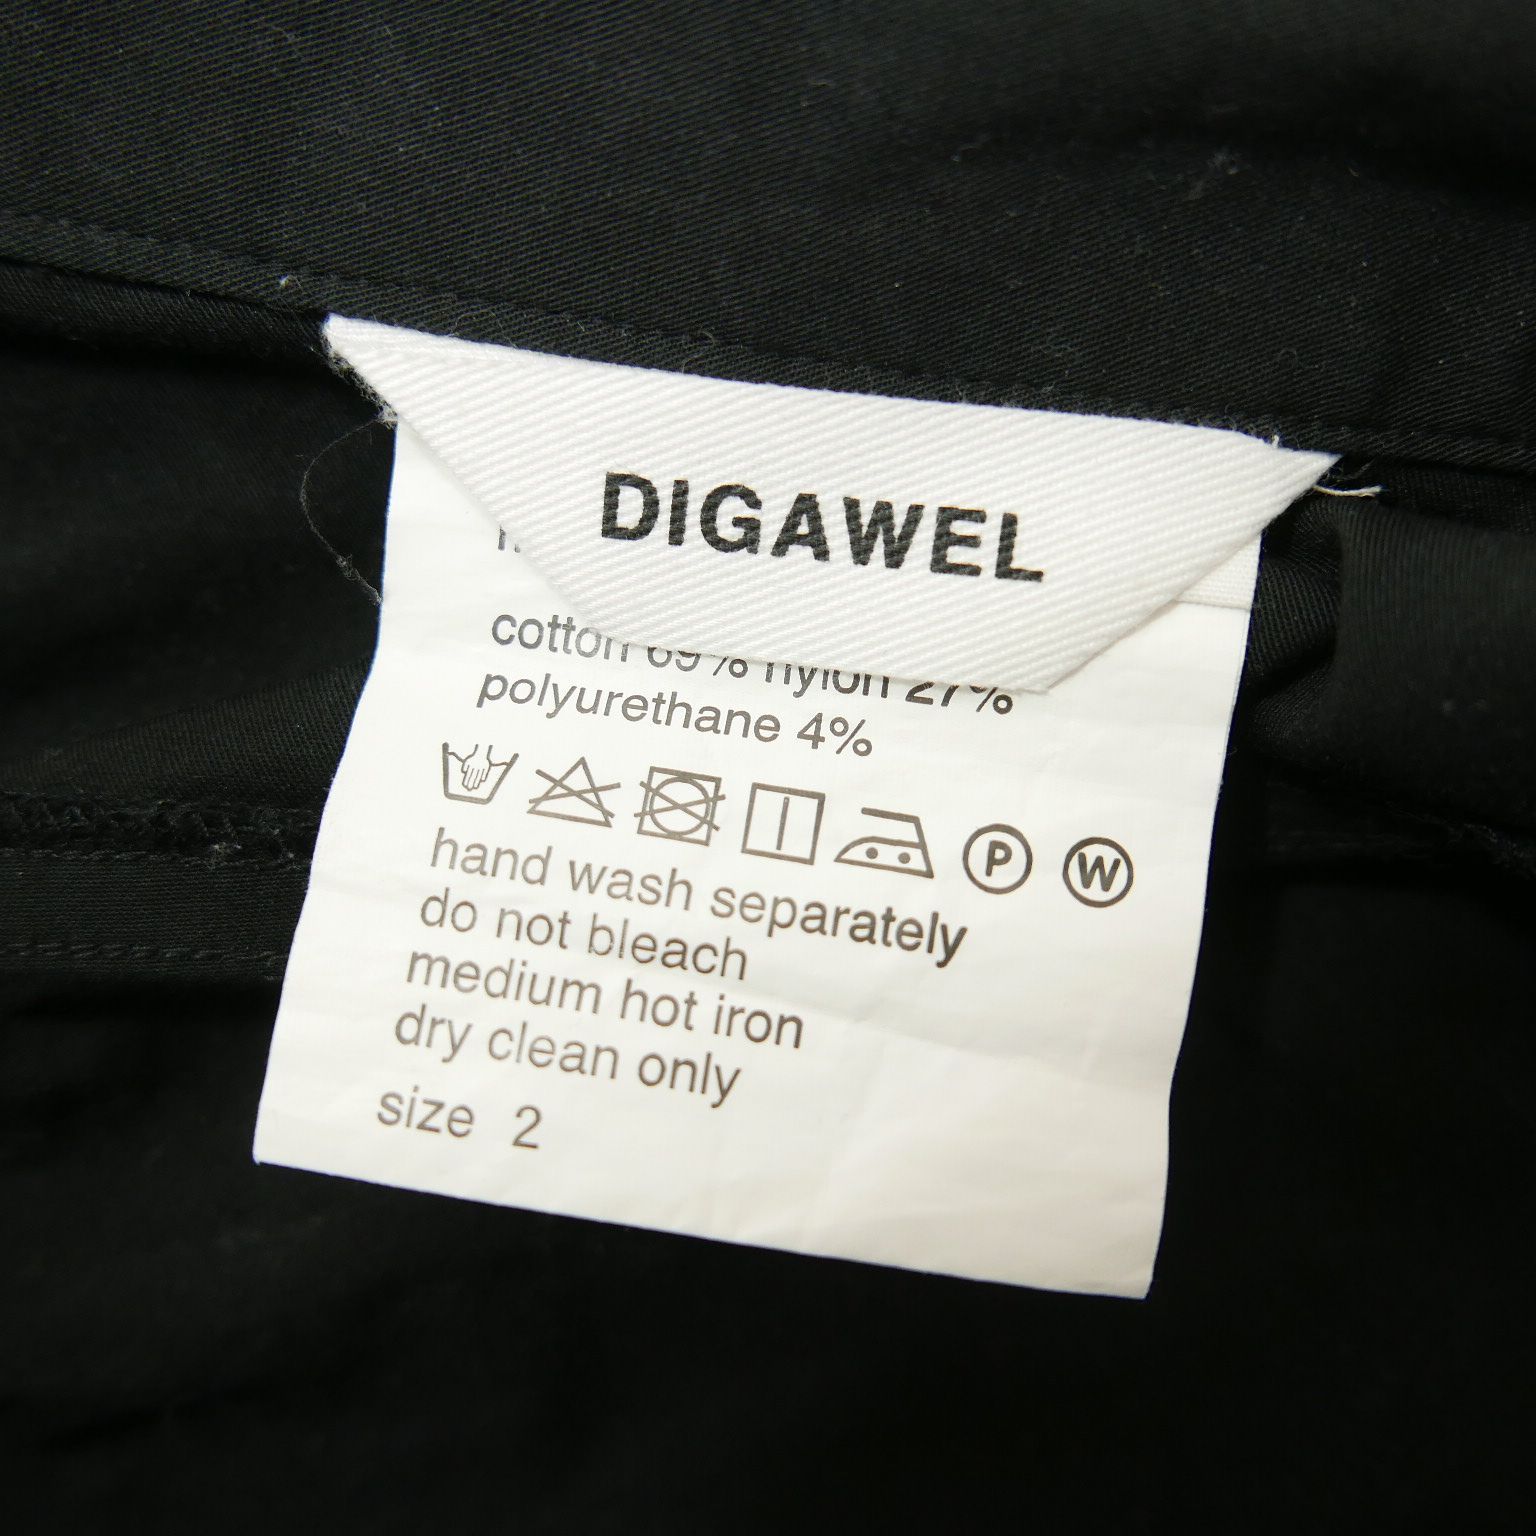 DIGAWEL
cotton 69% nylon 27%
polyurethane 4%
P W
hand wash separately
do not bleach
medium hot iron
dry clean only
size 2